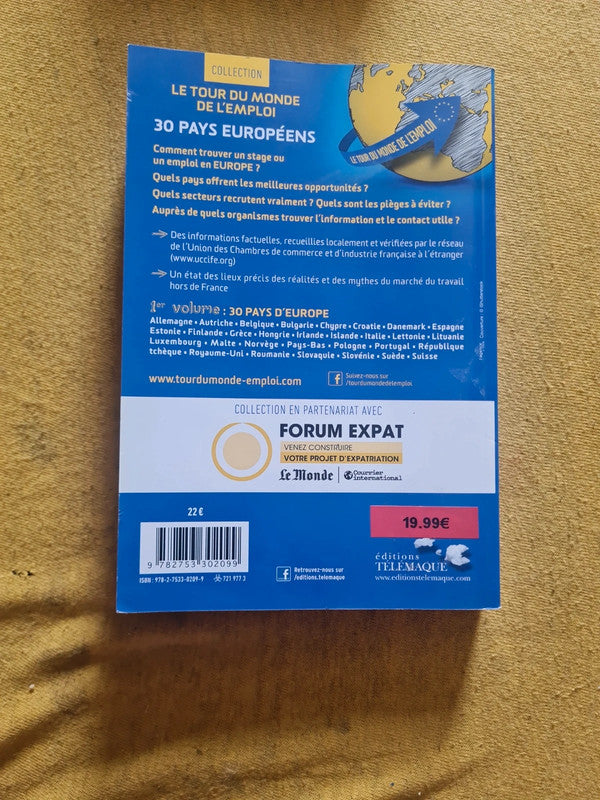 COLLECTION
LE TOUR DU MONDE
DE L'EMPLOI
30 PAYS EUROPÉENS
LE TOUR DU MONDE DE L'EMPLOI
Comment trouver un stage ou
un emploi en EUROPE ?
Quels pays offrent les meilleures opportunités ?
Quels secteurs recrutent vraiment ? Quels sont les pièges à éviter ?
Auprès de quels organismes trouver l'information et le contact utile ?
Des informations factuelles, recueillies localement et vérifiées par le réseau
de l'Union des Chambres de commerce et d'industrie française à l'étranger
(www.uccife.org)
Un état des lieux précis des réalités et des mythes du marché du travail
hors de France
1er volume : 30 PAYS D'EUROPE
Allemagne • Autriche • Belgique • Bulgarie • Chypre • Croatie • Danemark • Espagne
Estonie • Finlande • Grèce • Hongrie • Irlande • Islande • Italie • Lettonie • Lituanie
Luxembourg • Malte • Norvège • Pays-Bas • Pologne • Portugal • République
tchèque • Royaume-Uni • Roumanie • Slovaquie • Slovénie • Suède • Suisse
www.tourdumonde-emploi.com
Suivez-nous sur
/tourdumondedelemploi
Couverture : © Shutterstock
COLLECTION EN PARTENARIAT AVEC
FORUM EXPAT
VENEZ CONSTRUIRE
VOTRE PROJET D'EXPATRIATION
Le Monde
Courrier
international
22 €
19.99€
9 782753 302099
ISBN : 978-2-7533-0209-9
721 977 3
Retrouvez-nous sur
/editions.telemaque
éditions
TÉLÉMAQUE
www.editionstelemaque.com